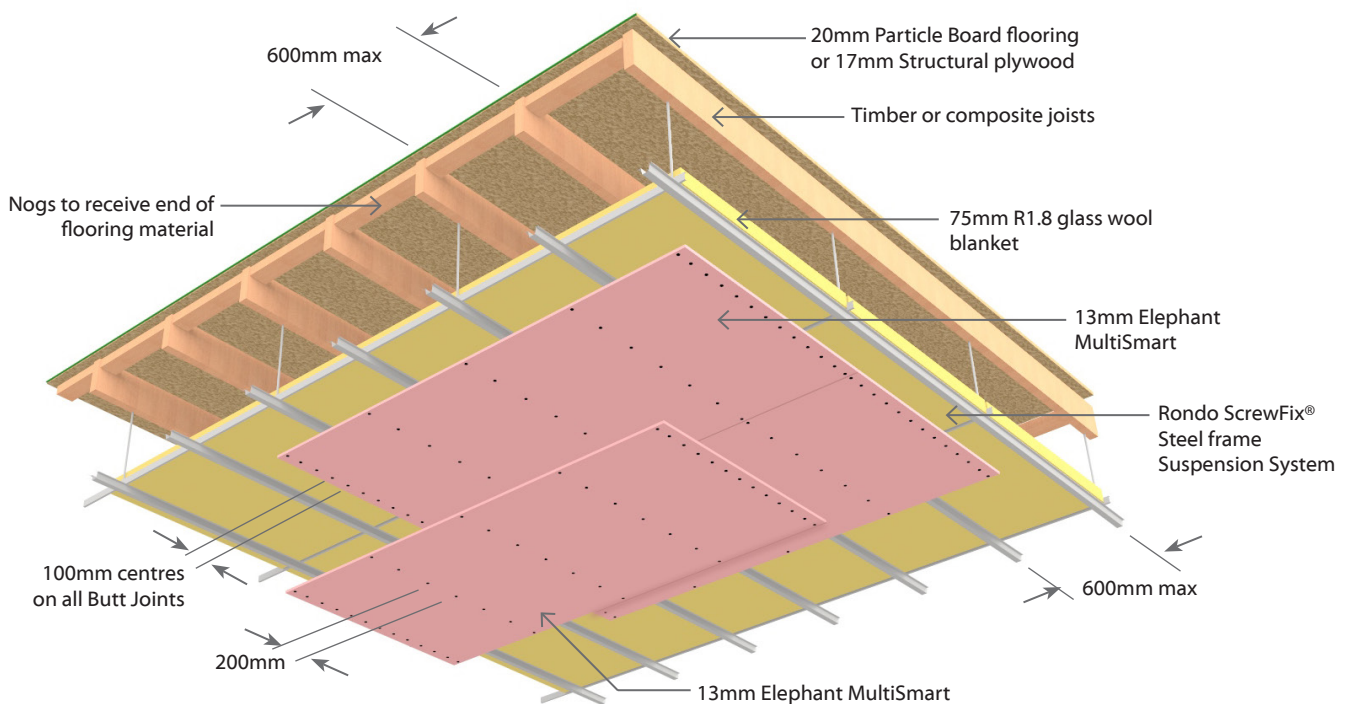 600mm max
20mm Particle Board flooring
or 17mm Structural plywood
Timber or composite joists
Nogs to receive end of
flooring material
75mm R1.8 glass wool
blanket
13mm Elephant
MultiSmart
Rondo ScrewFix®
Steel frame
Suspension System
100mm centres
on all Butt Joints
600mm max
200mm
13mm Elephant MultiSmart